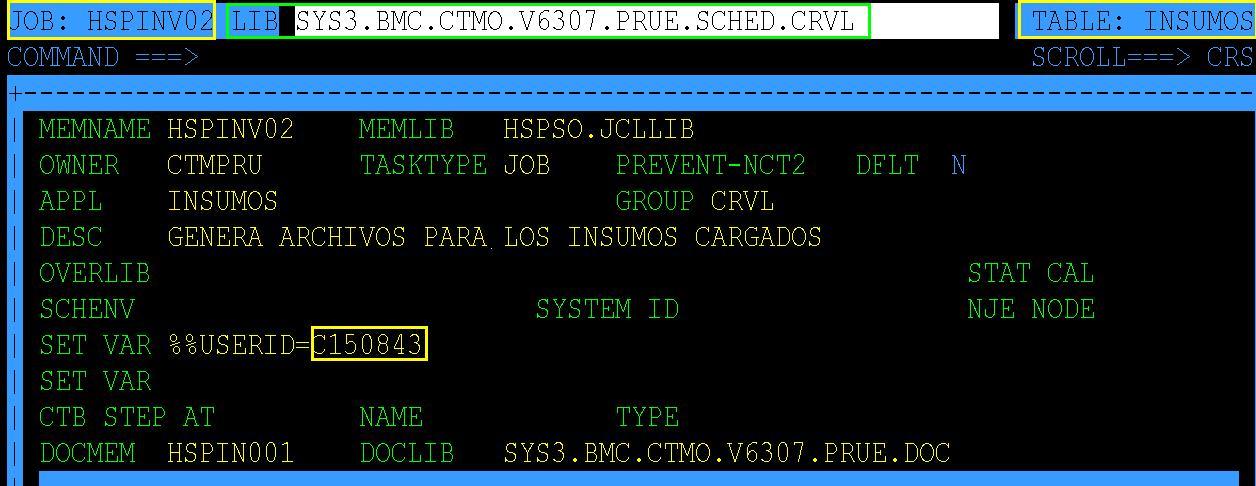 JOB: HSPINV02 LIB SYS3.BMC.CTMO.V6307.PRUE.SCHED.CRVL TABLE: INSUMOS
COMMAND ===> SCROLL===> CRS
+-----------------------------------------------------------------------------
MEMNAME HSPINV02 MEMLIB HSPSO.JCLLIB
OWNER CTMPRU TASKTYPE JOB PREVENT-NCT2 DFLT N
APPL INSUMOS GROUP CRVL
DESC GENERA ARCHIVOS PARA LOS INSUMOS CARGADOS
OVERLIB STAT CAL
SCHENV SYSTEM ID NJE NODE
SET VAR %%USERID=C150843
SET VAR
CTB STEP AT NAME TYPE
DOCMEM HSPIN001 DOCLIB SYS3.BMC.CTMO.V6307.PRUE.DOC